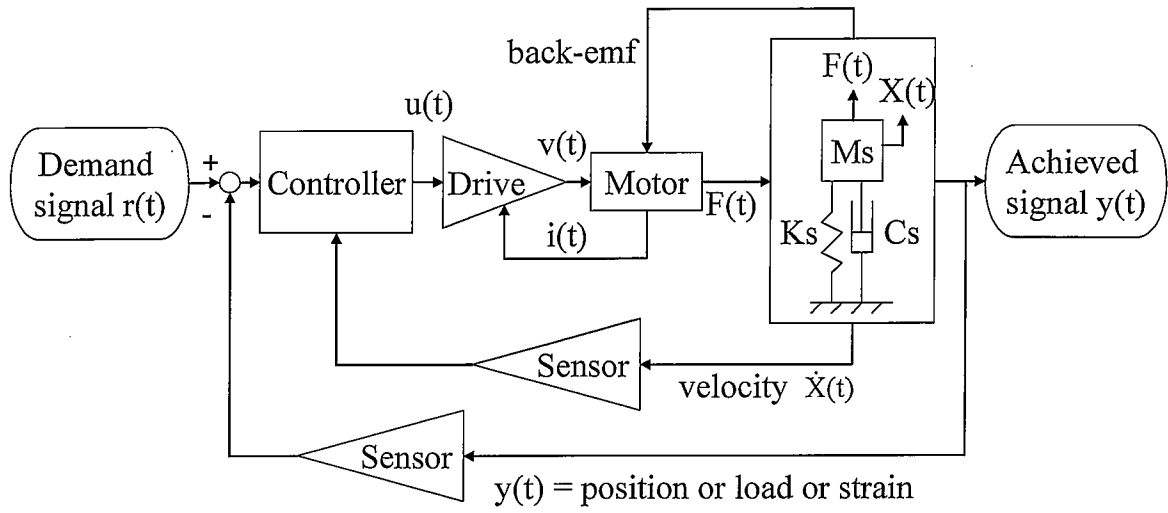 back-emf
F(t)
X(t)
Ms
Ks
Cs
u(t)
v(t)
Demand
signal r(t)
+
-
Controller
Drive
Motor
F(t)
i(t)
Achieved
signal y(t)
Sensor
velocity Ẋ(t)
Sensor
y(t) = position or load or strain